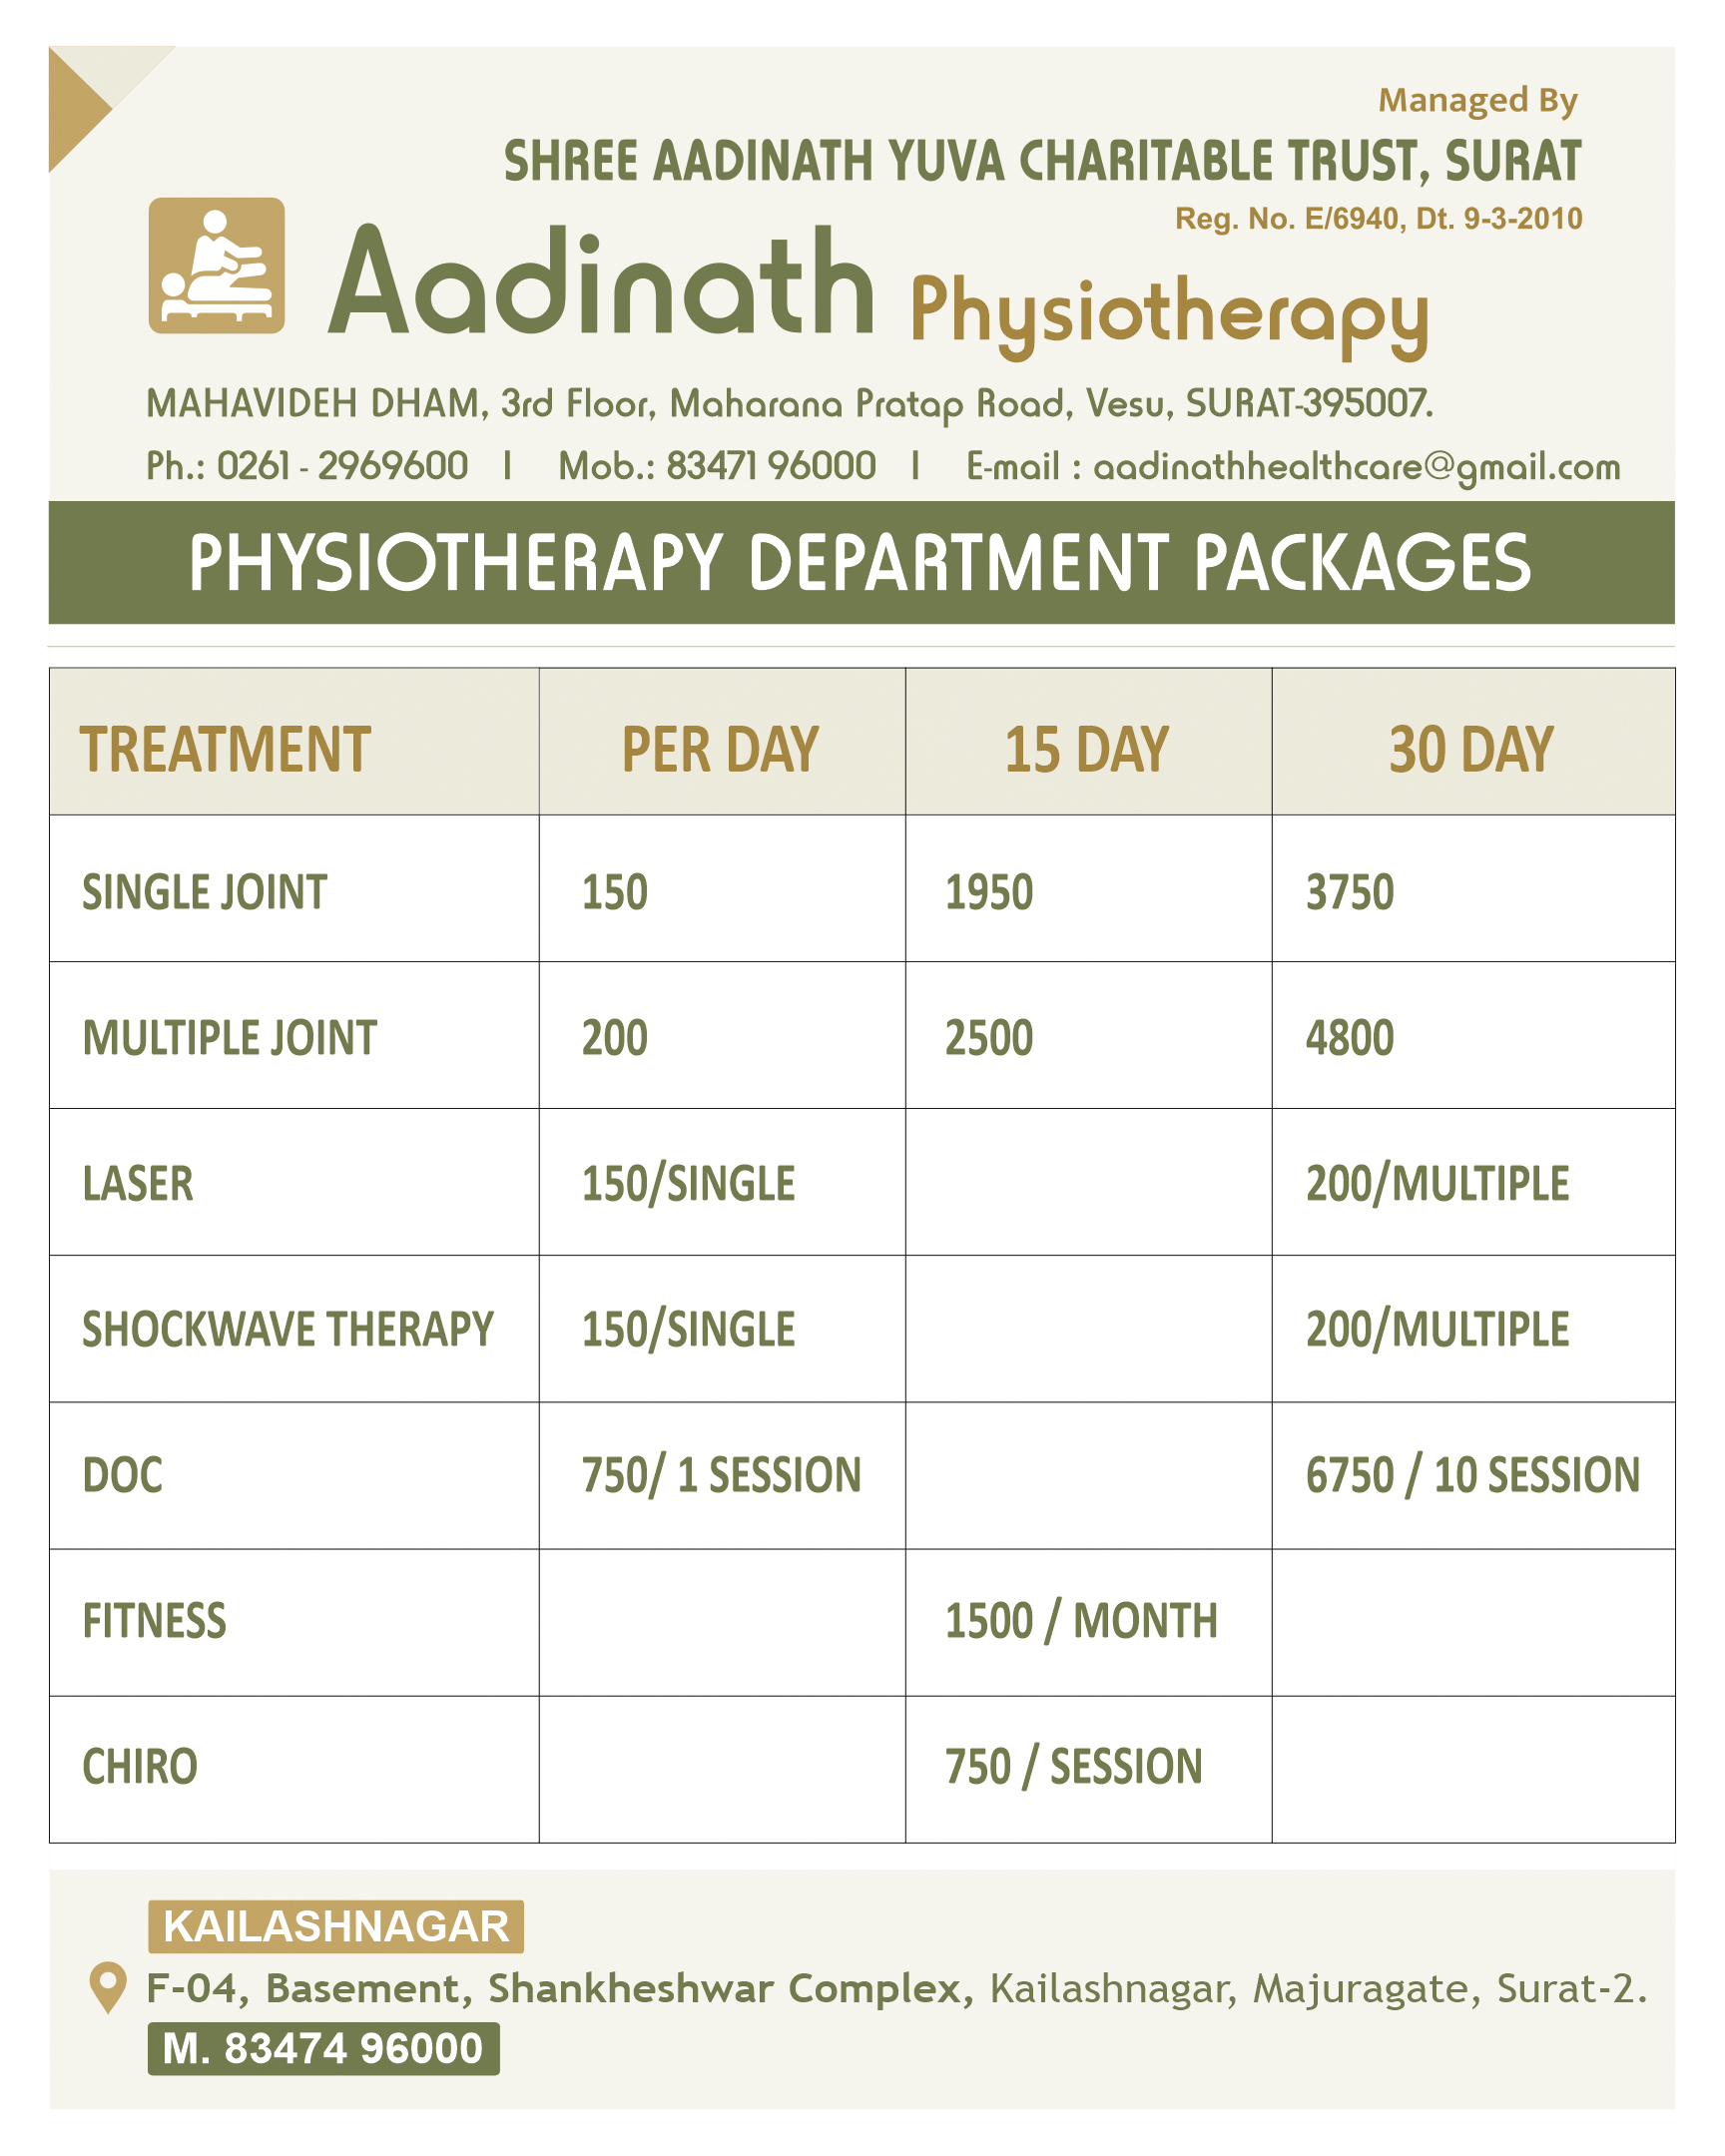 Managed By
SHREE AADINATH YUVA CHARITABLE TRUST, SURAT
Reg. No. E/6940, Dt. 9-3-2010
Aadinath Physiotherapy
MAHAVIDEH DHAM, 3rd Floor, Maharana Pratap Road, Vesu, SURAT-395007.
Ph.: 0261 - 2969600 | Mob.: 83471 96000 | E-mail : aadinathhealthcare@gmail.com
PHYSIOTHERAPY DEPARTMENT PACKAGES
TREATMENT PER DAY 15 DAY 30 DAY
SINGLE JOINT 150 1950 3750
MULTIPLE JOINT 200 2500 4800
LASER 150/SINGLE 200/MULTIPLE
SHOCKWAVE THERAPY 150/SINGLE 200/MULTIPLE
DOC 750/ 1 SESSION 6750 / 10 SESSION
FITNESS 1500 / MONTH
CHIRO 750 / SESSION
KAILASHNAGAR
F-04, Basement, Shankheshwar Complex, Kailashnagar, Majuragate, Surat-2.
M. 83474 96000